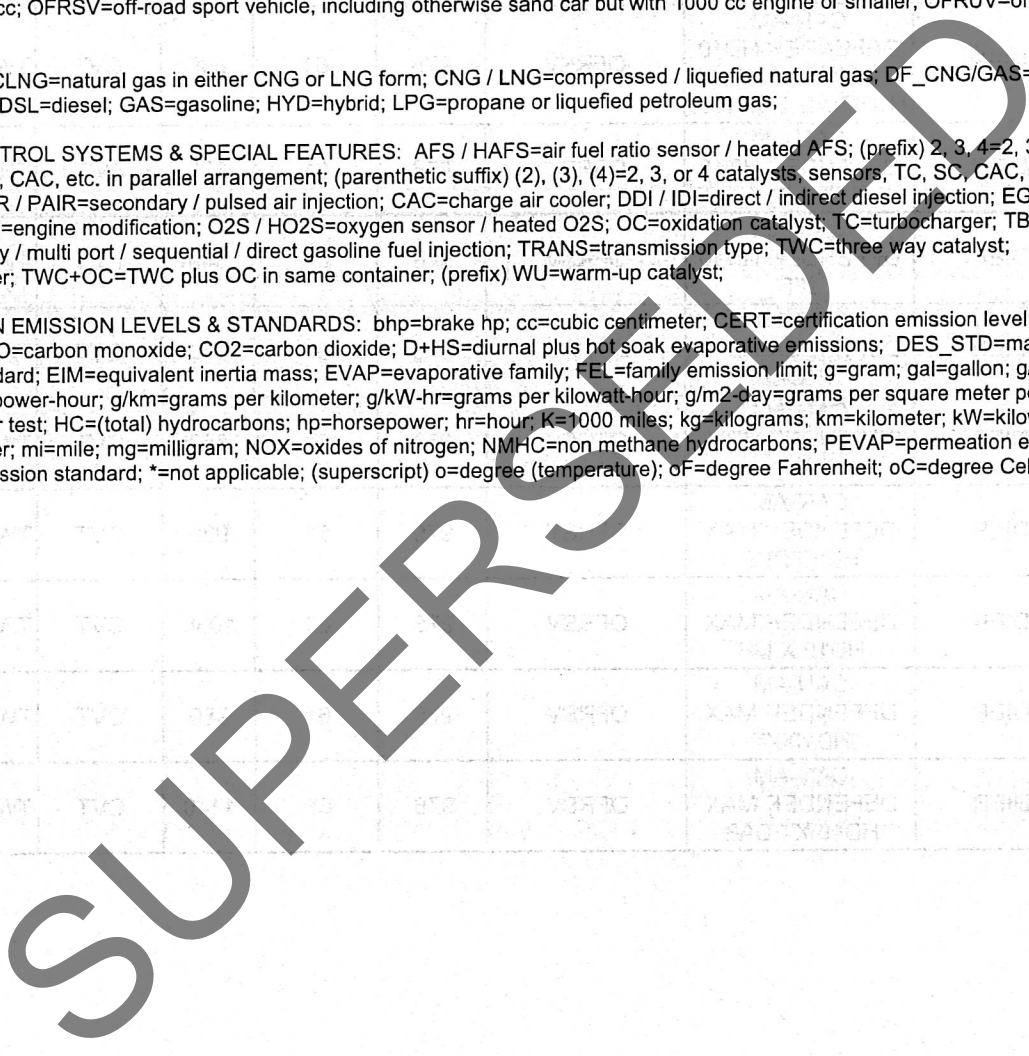 cc; OFRSV=off-road sport vehicle, including otherwise sand car but with 1000 cc engine or smaller; OFRUV=of
CLNG=natural gas in either CNG or LNG form; CNG / LNG=compressed / liquefied natural gas; DF_CNG/GAS=
DSL=diesel; GAS=gasoline; HYD=hybrid; LPG=propane or liquefied petroleum gas;
TROL SYSTEMS & SPECIAL FEATURES: AFS / HAFS=air fuel ratio sensor / heated AFS; (prefix) 2, 3, 4=2, 3
, CAC, etc. in parallel arrangement; (parenthetic suffix) (2), (3), (4)=2, 3, or 4 catalysts, sensors, TC, SC, CAC,
R / PAIR=secondary / pulsed air injection; CAC=charge air cooler; DDI / IDI=direct / indirect diesel injection; EG
=engine modification; O2S / HO2S=oxygen sensor / heated O2S; OC=oxidation catalyst; TC=turbocharger; TB
y / multi port / sequential / direct gasoline fuel injection; TRANS=transmission type; TWC=three way catalyst;
er; TWC+OC=TWC plus OC in same container; (prefix) WU=warm-up catalyst;
N EMISSION LEVELS & STANDARDS: bhp=brake hp; cc=cubic centimeter; CERT=certification emission level
O=carbon monoxide; CO2=carbon dioxide; D+HS=diurnal plus hot soak evaporative emissions; DES_STD=ma
dard; EIM=equivalent inertia mass; EVAP=evaporative family; FEL=family emission limit; g=gram; gal=gallon; g/
power-hour; g/km=grams per kilometer; g/kW-hr=grams per kilowatt-hour; g/m2-day=grams per square meter pe
r test; HC=(total) hydrocarbons; hp=horsepower; hr=hour; K=1000 miles; kg=kilograms; km=kilometer; kW=kilov
er; mi=mile; mg=milligram; NOX=oxides of nitrogen; NMHC=non methane hydrocarbons; PEVAP=permeation e
ission standard; *=not applicable; (superscript) o=degree (temperature); oF=degree Fahrenheit; oC=degree Cel
SUPERSEDED